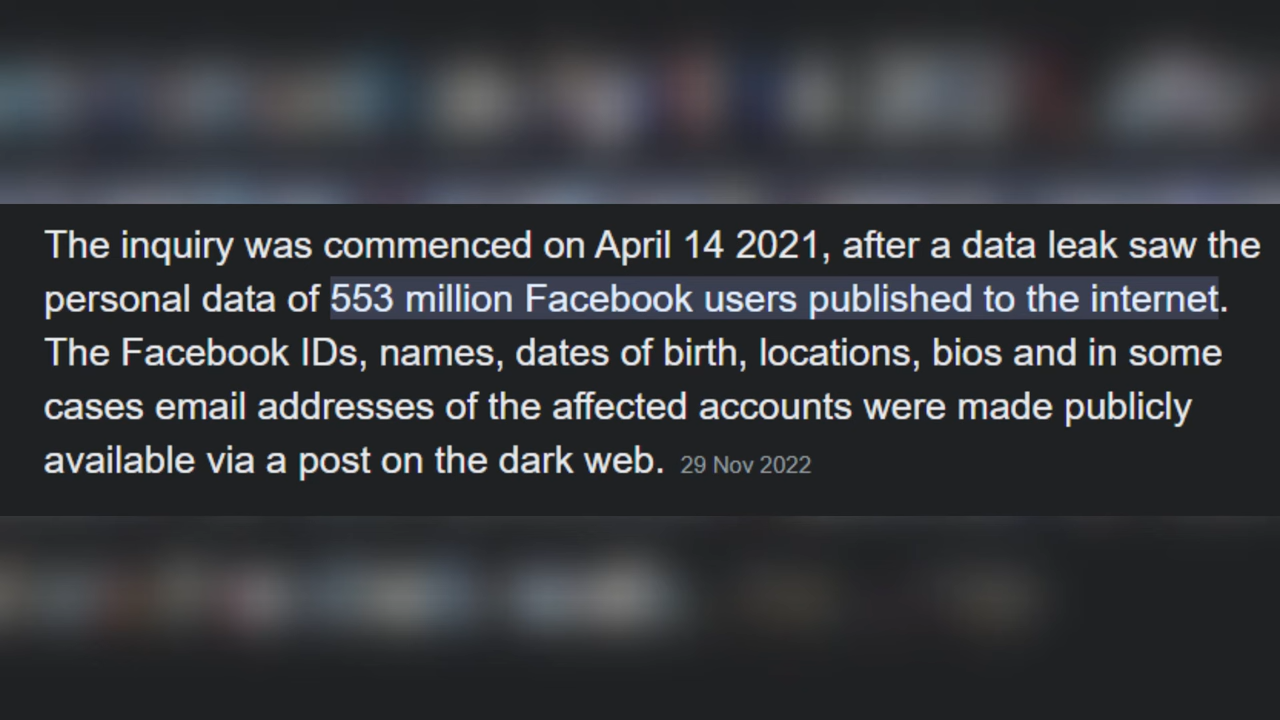 The inquiry was commenced on April 14 2021, after a data leak saw the
personal data of 553 million Facebook users published to the internet.
The Facebook IDs, names, dates of birth, locations, bios and in some
cases email addresses of the affected accounts were made publicly
available via a post on the dark web. 29 Nov 2022